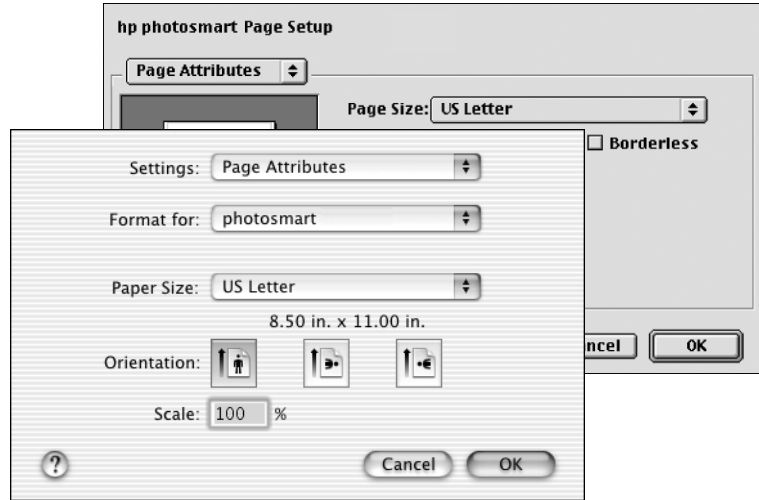 hp photosmart Page Setup
Page Attributes
Page Size: US Letter
Borderless
Settings: Page Attributes
Format for: photosmart
Paper Size: US Letter
8.50 in. x 11.00 in.
Orientation:
Scale: 100 %
ncel OK
? Cancel OK